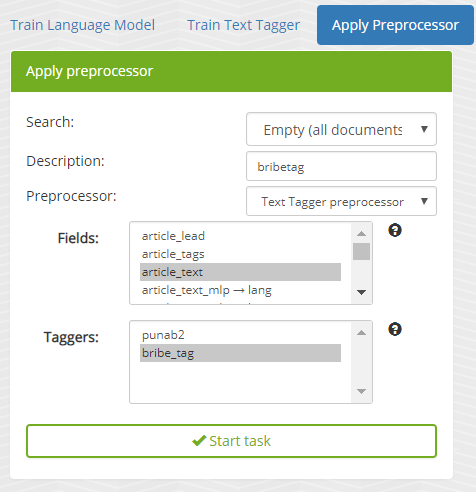 Train Language Model Train Text Tagger Apply Preprocessor
Apply preprocessor
Search: Empty (all documents
Description: bribetag
Preprocessor: Text Tagger preprocessor
Fields: article_lead
article_tags
article_text
article_text_mlp → lang
Taggers: punab2
bribe_tag
Start task